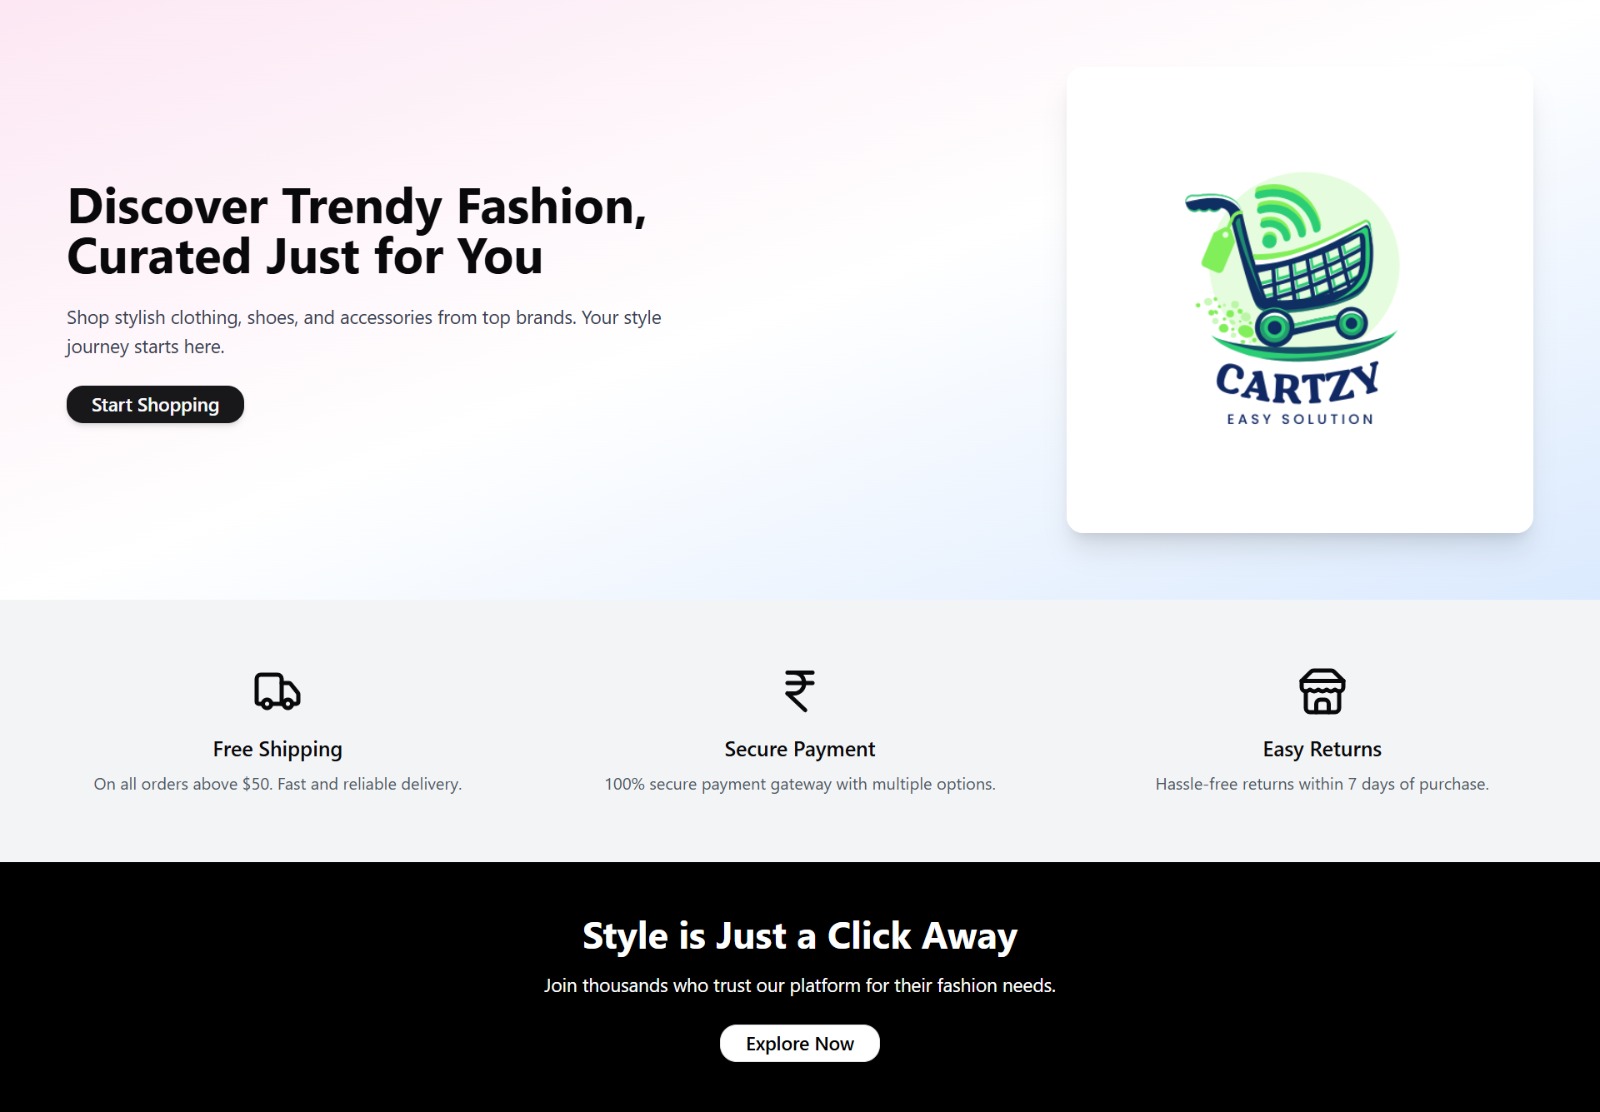 Discover Trendy Fashion,
Curated Just for You
Shop stylish clothing, shoes, and accessories from top brands. Your style
journey starts here.
Start Shopping
CARTZY
EASY SOLUTION
Free Shipping
On all orders above $50. Fast and reliable delivery.
Secure Payment
100% secure payment gateway with multiple options.
Easy Returns
Hassle-free returns within 7 days of purchase.
Style is Just a Click Away
Join thousands who trust our platform for their fashion needs.
Explore Now